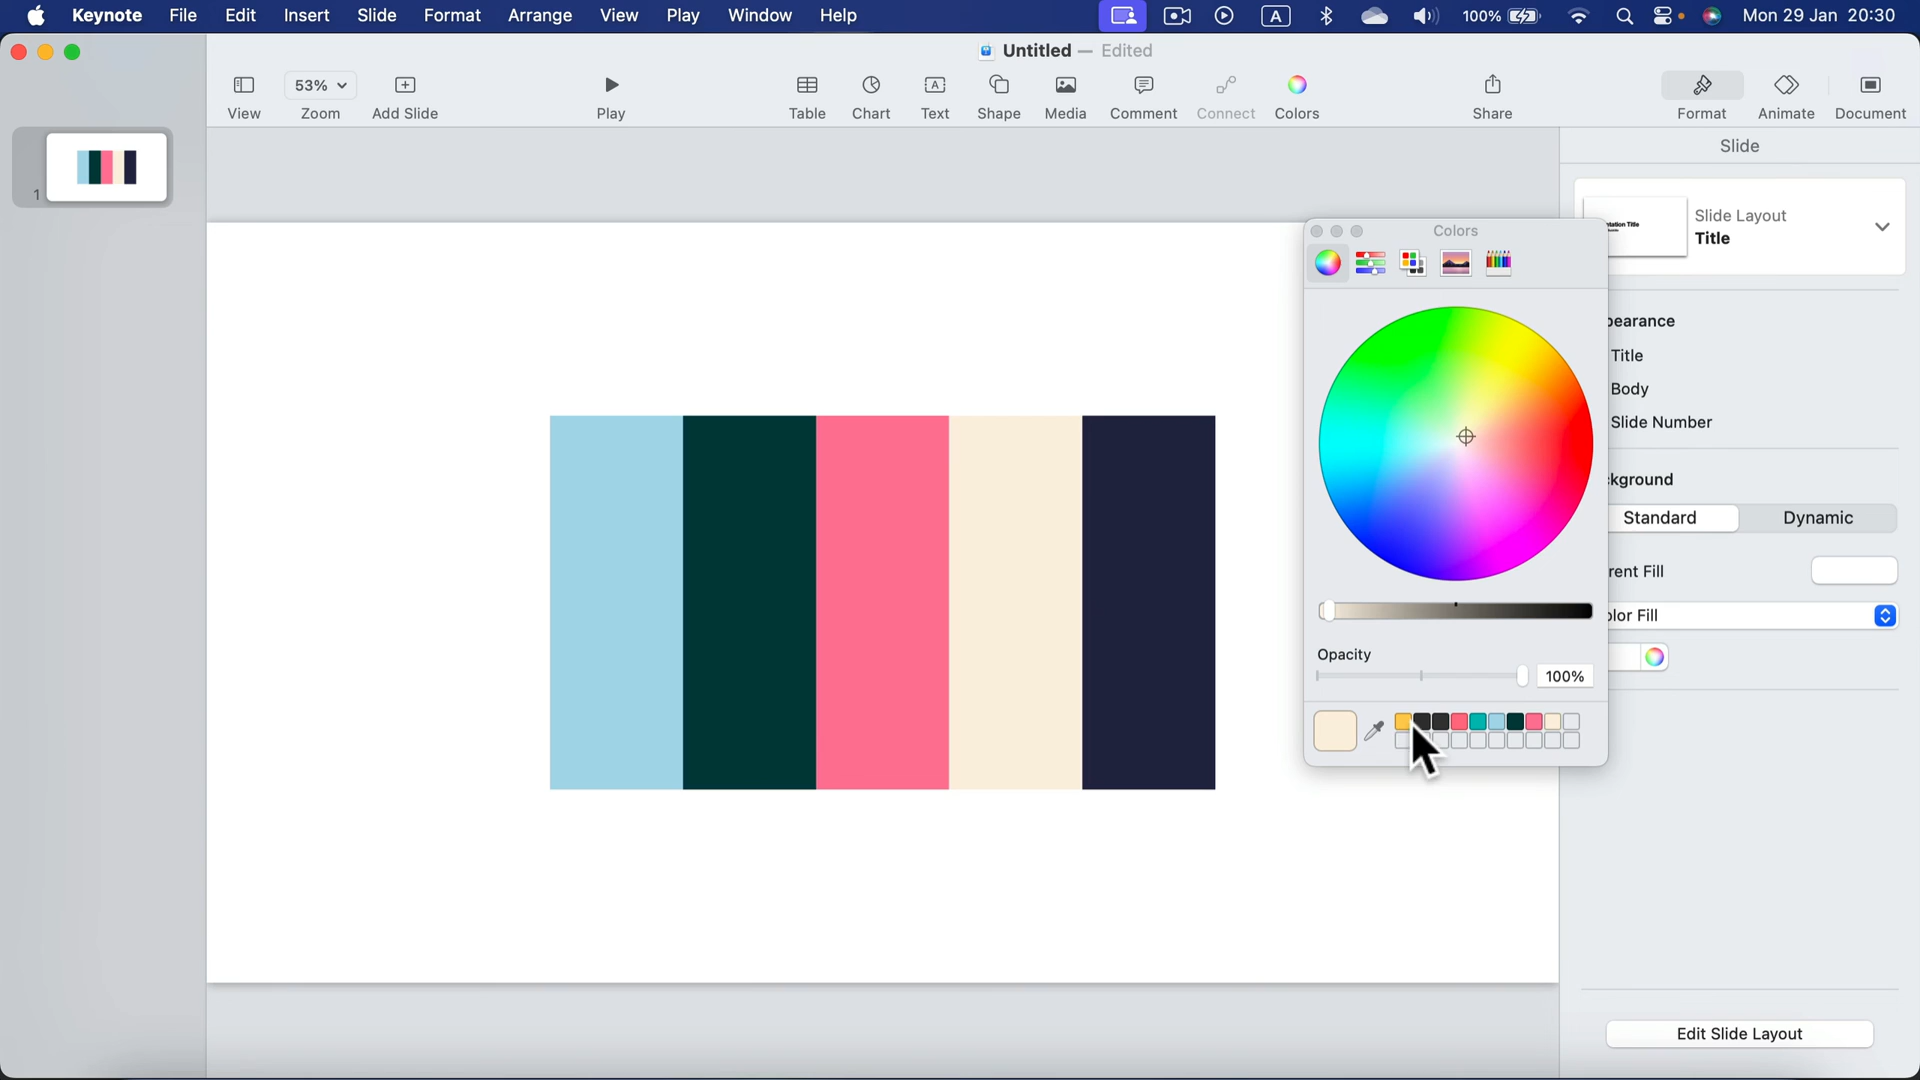 Keynote File Edit Insert Slide Format Arrange View Play Window Help A 100% Mon 29 Jan 20:30
Untitled — Edited
53%
View Zoom Add Slide Play Table Chart A Text Shape Media Comment Connect Colors Share Format Animate Document
Slide
1
Colors
Slide Layout
Title
pearance
Title
Body
Slide Number
kground
Standard Dynamic
rent Fill
olor Fill
Opacity
100%
Edit Slide Layout